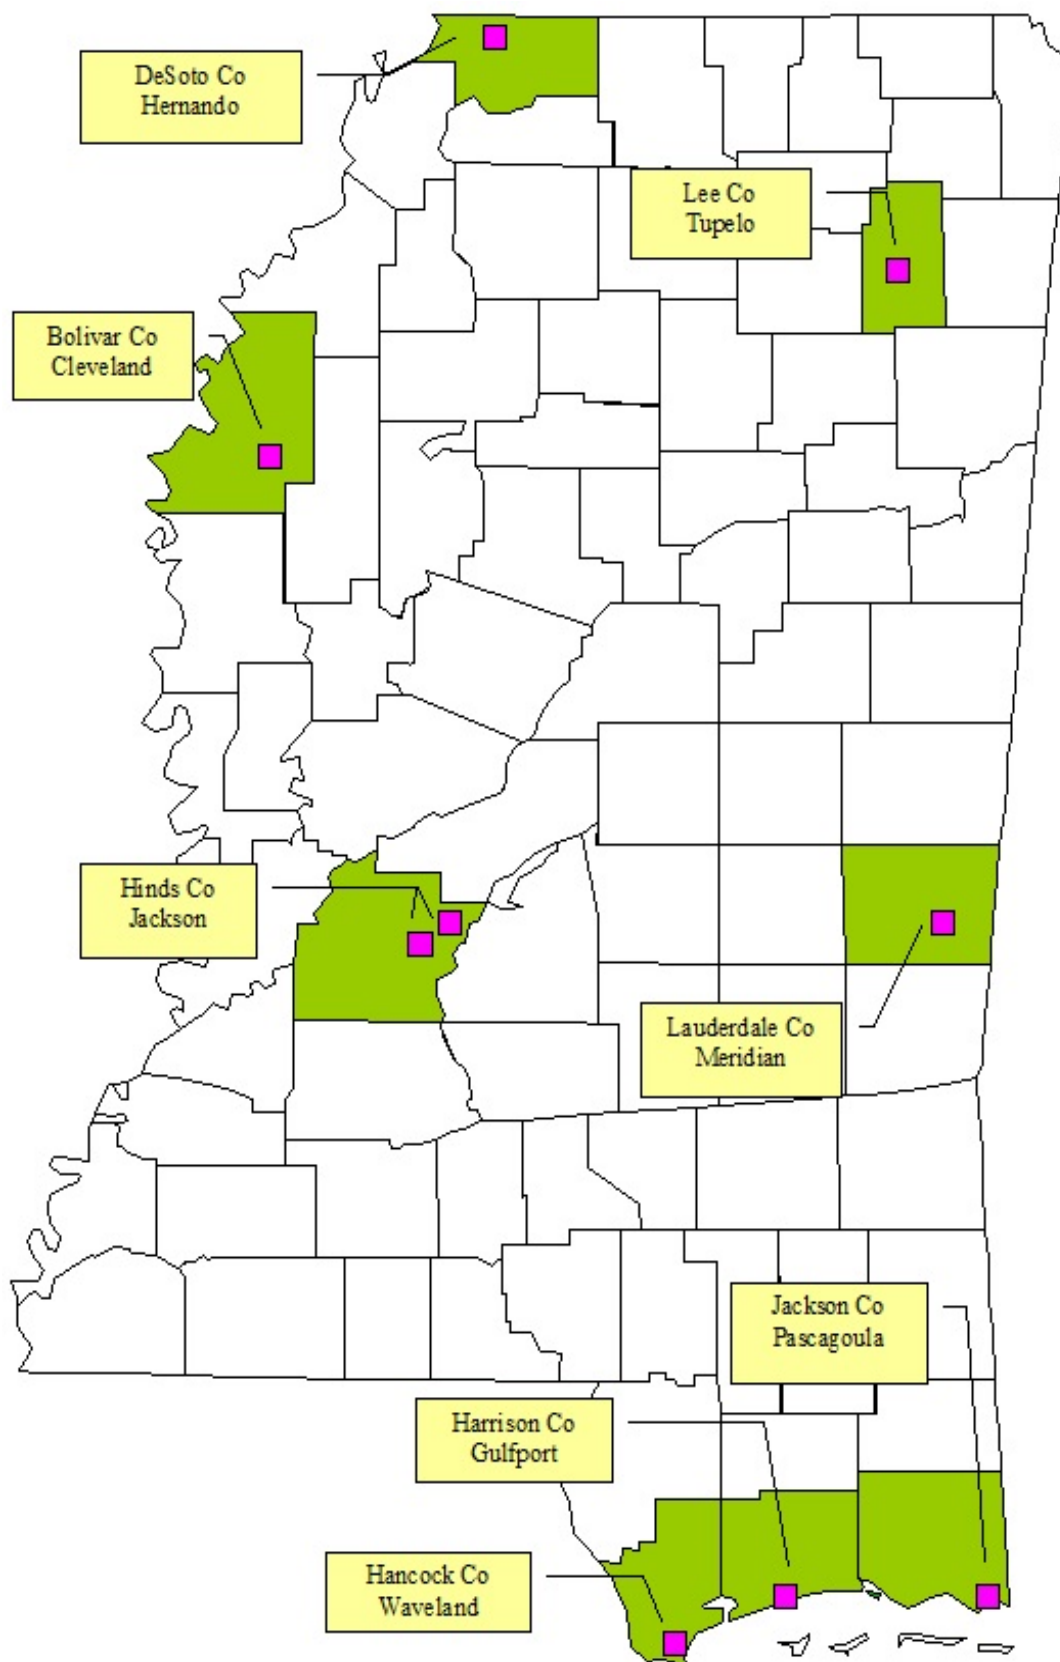 DeSoto Co
Hernando
Lee Co
Tupelo
Bolivar Co
Cleveland
Hinds Co
Jackson
Lauderdale Co
Meridian
Jackson Co
Pascagoula
Harrison Co
Gulfport
Hancock Co
Waveland